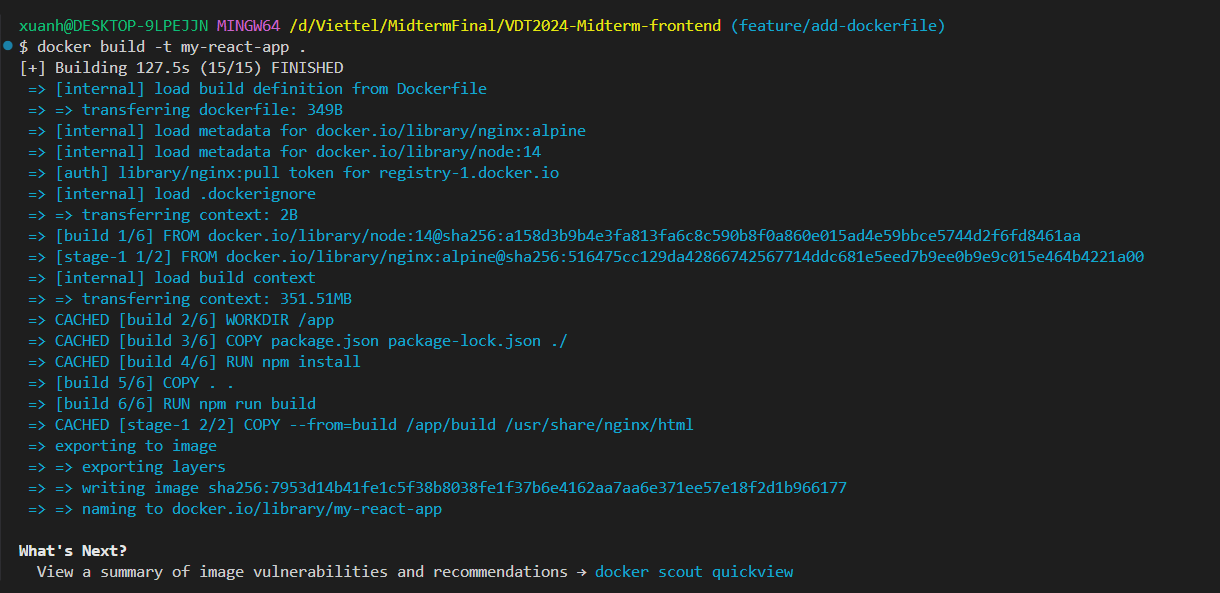 xuanh@DESKTOP-9LPEJJN MINGW64 /d/Viettel/MidtermFinal/VDT2024-Midterm-frontend (feature/add-dockerfile)
$ docker build -t my-react-app .
[+] Building 127.5s (15/15) FINISHED
=> [internal] load build definition from Dockerfile
=> => transferring dockerfile: 349B
=> [internal] load metadata for docker.io/library/nginx:alpine
=> [internal] load metadata for docker.io/library/node:14
=> [auth] library/nginx:pull token for registry-1.docker.io
=> [internal] load .dockerignore
=> => transferring context: 2B
=> [build 1/6] FROM docker.io/library/node:14@sha256:a158d3b9b4e3fa813fa6c8c590b8f0a860e015ad4e59bbce5744d2f6fd8461aa
=> [stage-1 1/2] FROM docker.io/library/nginx:alpine@sha256:516475cc129da42866742567714ddc681e5eed7b9ee0b9e9c015e464b4221a00
=> [internal] load build context
=> => transferring context: 351.51MB
=> CACHED [build 2/6] WORKDIR /app
=> CACHED [build 3/6] COPY package.json package-lock.json ./
=> CACHED [build 4/6] RUN npm install
=> [build 5/6] COPY . .
=> [build 6/6] RUN npm run build
=> CACHED [stage-1 2/2] COPY --from=build /app/build /usr/share/nginx/html
=> exporting to image
=> => exporting layers
=> => writing image sha256:7953d14b41fe1c5f38b8038fe1f37b6e4162aa7aa6e371ee57e18f2d1b966177
=> => naming to docker.io/library/my-react-app
What's Next?
View a summary of image vulnerabilities and recommendations → docker scout quickview